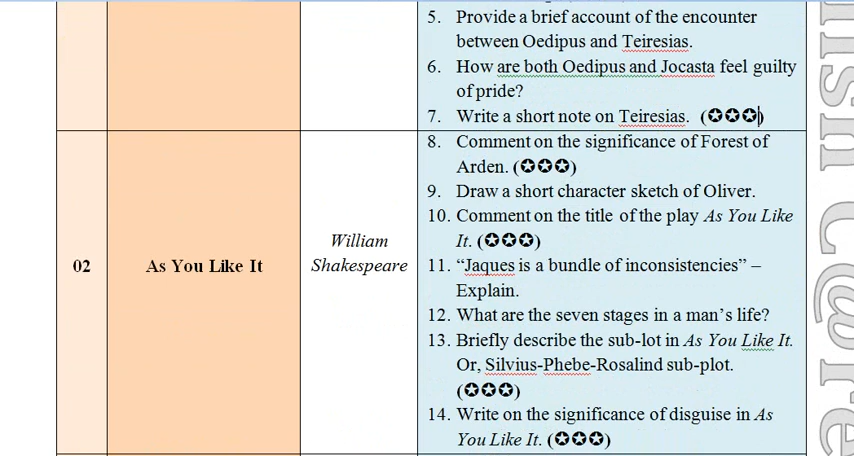 5. Provide a brief account of the encounter
between Oedipus and Teiresias.
6. How are both Oedipus and Jocasta feel guilty
of pride?
7. Write a short note on Teiresias. (✪✪✪)
02
As You Like It
William
Shakespeare
8. Comment on the significance of Forest of
Arden. (✪✪✪)
9. Draw a short character sketch of Oliver.
10. Comment on the title of the play As You Like
It. (✪✪✪)
11. “Jaques is a bundle of inconsistencies” –
Explain.
12. What are the seven stages in a man’s life?
13. Briefly describe the sub-lot in As You Like It.
Or, Silvius-Phebe-Rosalind sub-plot.
(✪✪✪)
14. Write on the significance of disguise in As
You Like It. (✪✪✪)